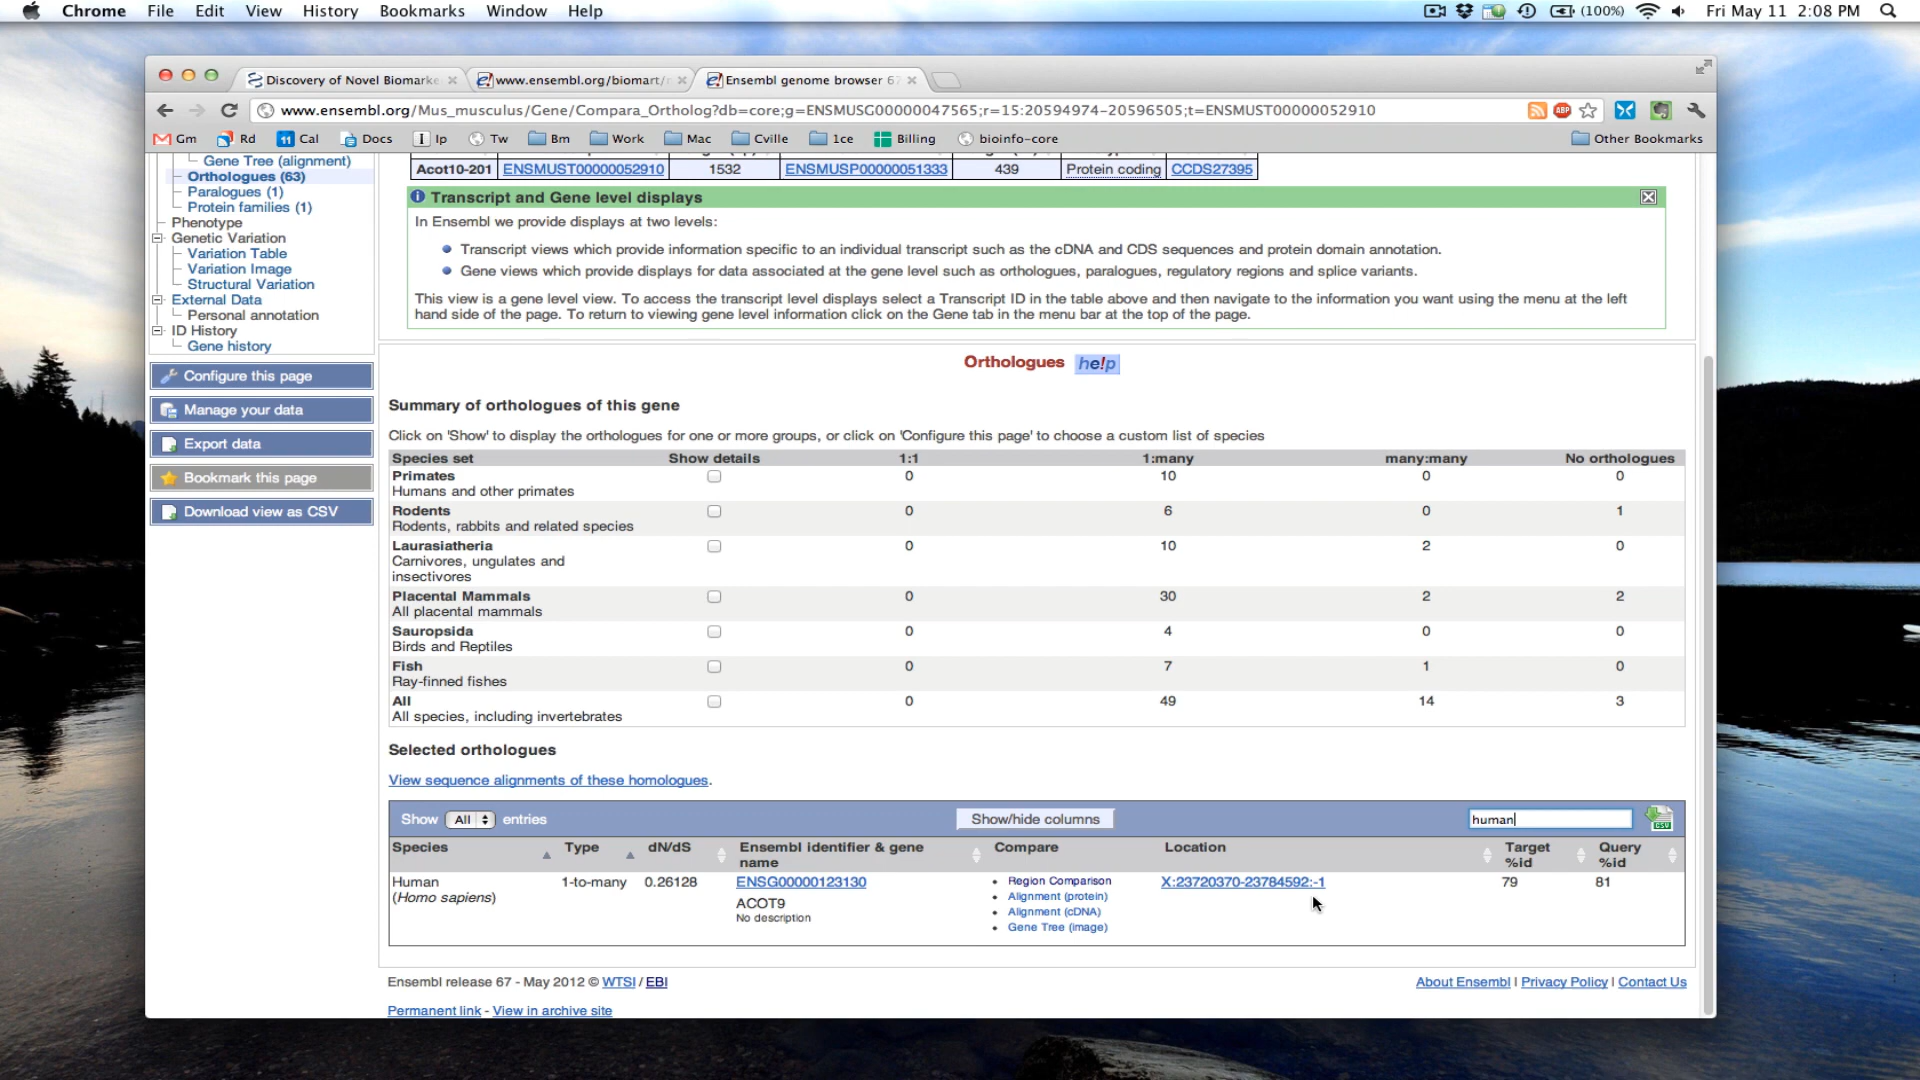 Chrome File Edit View History Bookmarks Window Help (100%) Fri May 11 2:08 PM
Discovery of Novel Biomarke www.ensembl.org/biomart/ Ensembl genome browser 67
www.ensembl.org/Mus_musculus/Gene/Compara_Ortholog?db=core;g=ENSMUSG00000047565;r=15:20594974-20596505;t=ENSMUST00000052910 ABP
Gm Rd 11 Cal Docs Ip Tw Bm Work Mac Cville 1ce Billing bioinfo-core Other Bookmarks
Gene Tree (alignment)
Orthologues (63)
Paralogues (1)
Protein families (1)
Phenotype
Genetic Variation
Variation Table
Variation Image
Structural Variation
External Data
Personal annotation
ID History
Gene history
Configure this page
Manage your data
Export data
Bookmark this page
Download view as CSV
Acot10-201 ENSMUST00000052910 1532 ENSMUSP00000051333 439 Protein coding CCDS27395
Transcript and Gene level displays
In Ensembl we provide displays at two levels:
Transcript views which provide information specific to an individual transcript such as the cDNA and CDS sequences and protein domain annotation.
Gene views which provide displays for data associated at the gene level such as orthologues, paralogues, regulatory regions and splice variants.
This view is a gene level view. To access the transcript level displays select a Transcript ID in the table above and then navigate to the information you want using the menu at the left
hand side of the page. To return to viewing gene level information click on the Gene tab in the menu bar at the top of the page.
Orthologues he!p
Summary of orthologues of this gene
Click on 'Show' to display the orthologues for one or more groups, or click on 'Configure this page' to choose a custom list of species
Species set Show details 1:1 1:many many:many No orthologues
Primates 0 10 0 0
Humans and other primates
Rodents 0 6 0 1
Rodents, rabbits and related species
Laurasiatheria 0 10 2 0
Carnivores, ungulates and
insectivores
Placental Mammals 0 30 2 2
All placental mammals
Sauropsida 0 4 0 0
Birds and Reptiles
Fish 0 7 1 0
Ray-finned fishes
All 0 49 14 3
All species, including invertebrates
Selected orthologues
View sequence alignments of these homologues.
Show All entries Show/hide columns human CSV
Species Type dN/dS Ensembl identifier & gene Compare Location Target Query
name %id %id
Human 1-to-many 0.26128 ENSG00000123130 Region Comparison X:23720370-23784592:-1 79 81
(Homo sapiens) Alignment (protein)
ACOT9 Alignment (cDNA)
No description Gene Tree (image)
Ensembl release 67 - May 2012 © WTSI / EBI About Ensembl | Privacy Policy | Contact Us
Permanent link - View in archive site